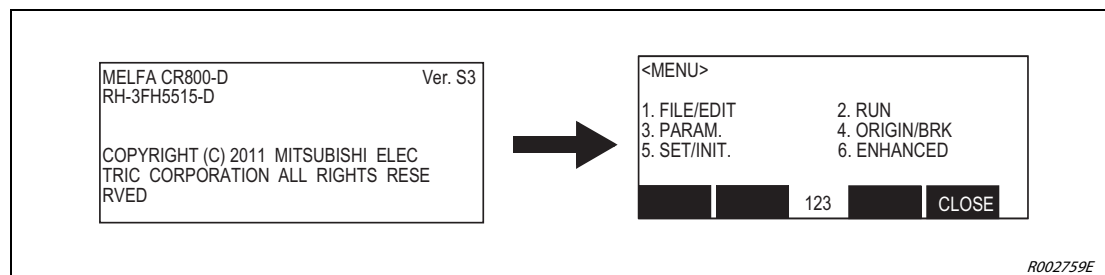 MELFA CR800-D Ver. S3
RH-3FH5515-D
COPYRIGHT (C) 2011 MITSUBISHI ELEC
TRIC CORPORATION ALL RIGHTS RESE
RVED
<MENU>
1. FILE/EDIT 2. RUN
3. PARAM. 4. ORIGIN/BRK
5. SET/INIT. 6. ENHANCED
123 CLOSE
R002759E